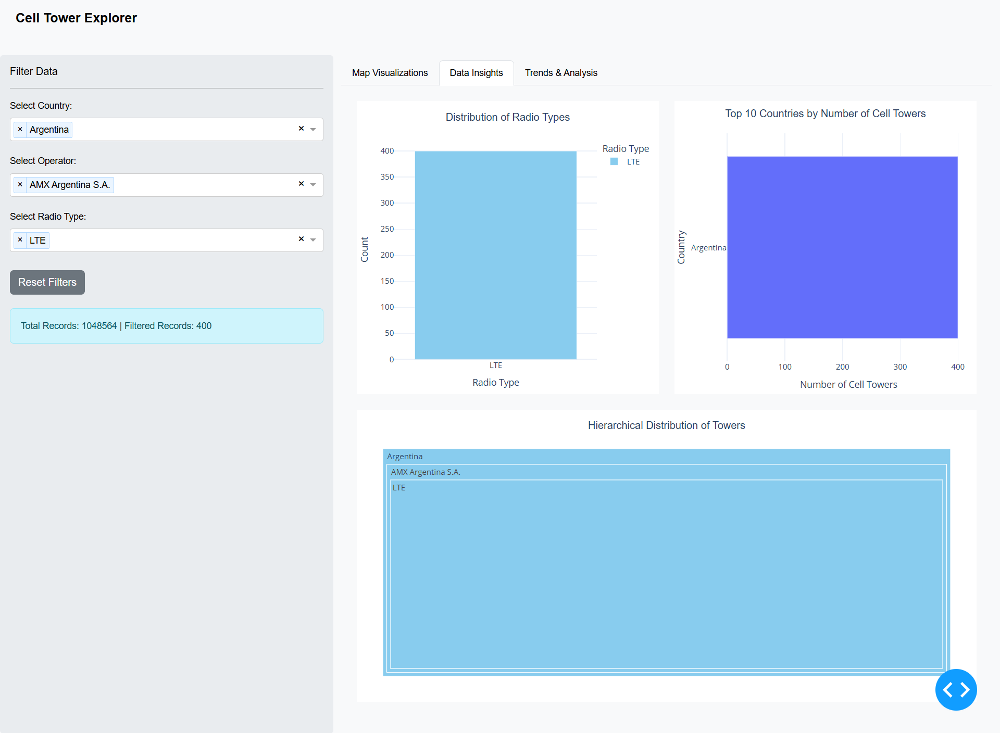 Cell Tower Explorer
Filter Data
Select Country:
× Argentina ×
Select Operator:
× AMX Argentina S.A. ×
Select Radio Type:
× LTE ×
Reset Filters
Total Records: 1048564 | Filtered Records: 400
Map Visualizations
Data Insights
Trends & Analysis
Distribution of Radio Types
Radio Type
LTE
400
350
300
250
200
150
100
50
0
Count
LTE
Radio Type
Top 10 Countries by Number of Cell Towers
Country
Argentina
0 100 200 300 400
Number of Cell Towers
Hierarchical Distribution of Towers
Argentina
AMX Argentina S.A.
LTE